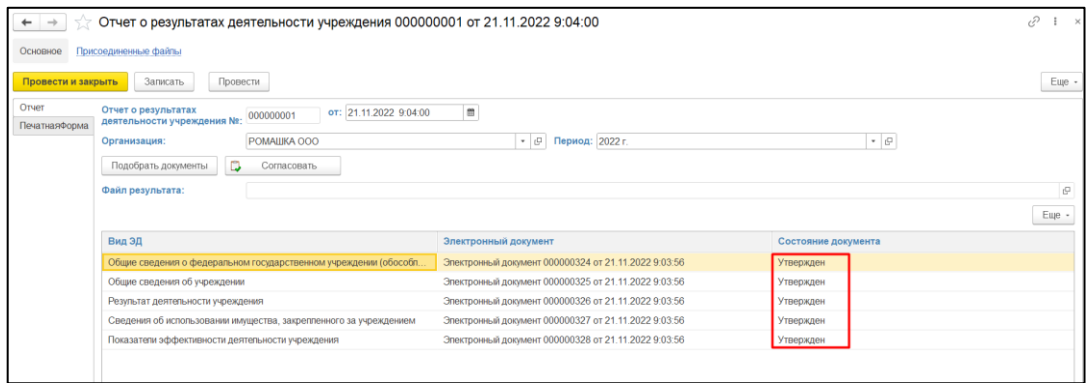 Отчет о результатах деятельности учреждения 000000001 от 21.11.2022 9:04:00
Основное Присоединенные файлы
Провести и закрыть Записать Провести Еще
Отчет
ПечатнаяФорма
Отчет о результатах
деятельности учреждения №: 000000001 от: 21.11.2022 9:04:00
Организация: РОМАШКА ООО Период: 2022 г.
Подобрать документы Согласовать
Файл результата:
Еще
Вид ЭД Электронный документ Состояние документа
Общие сведения о федеральном государственном учреждении (обособл... Электронный документ 000000324 от 21.11.2022 9:03:56 Утвержден
Общие сведения об учреждении Электронный документ 000000325 от 21.11.2022 9:03:56 Утвержден
Результат деятельности учреждения Электронный документ 000000326 от 21.11.2022 9:03:56 Утвержден
Сведения об использовании имущества, закрепленного за учреждением Электронный документ 000000327 от 21.11.2022 9:03:56 Утвержден
Показатели эффективности деятельности учреждения Электронный документ 000000328 от 21.11.2022 9:03:56 Утвержден